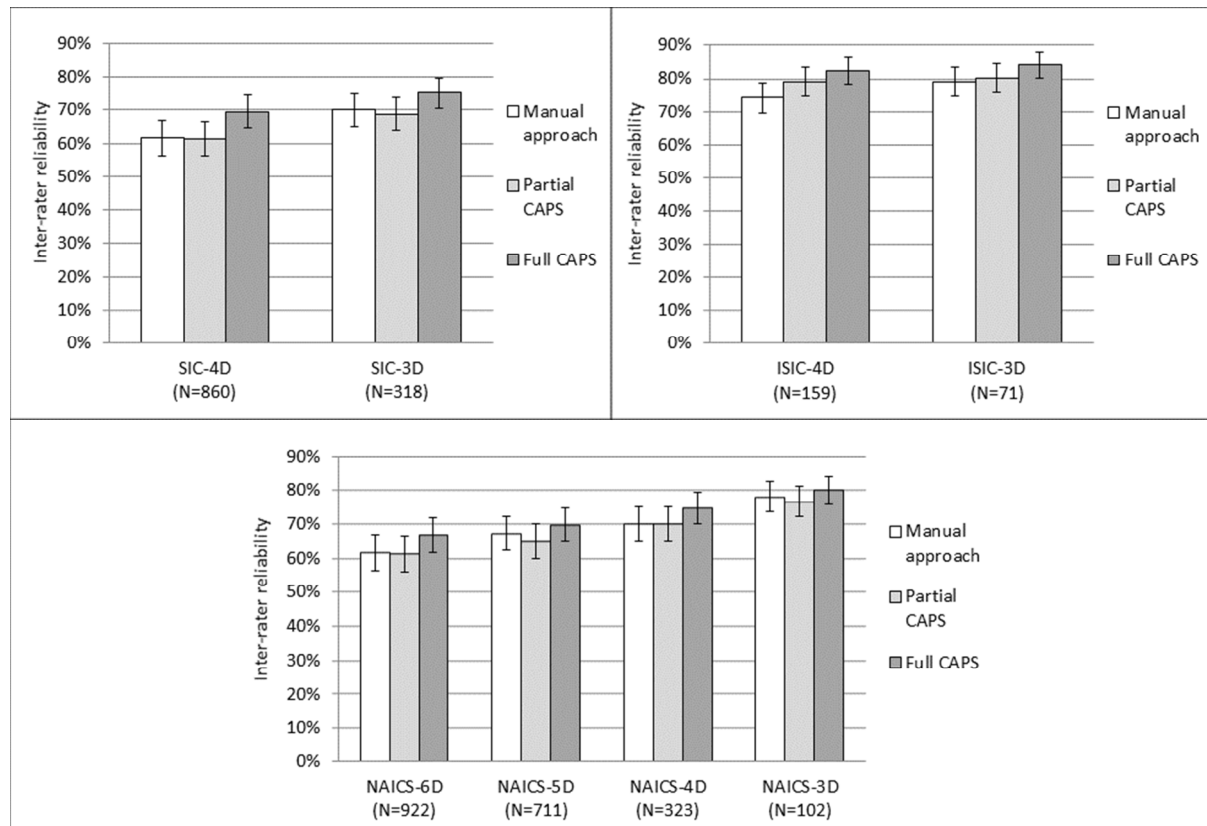 90%
80%
70%
60%
50%
40%
30%
20%
10%
0%
Inter-rater reliability
SIC-4D
(N=860)
SIC-3D
(N=318)
Manual
approach
Partial
CAPS
Full CAPS
90%
80%
70%
60%
50%
40%
30%
20%
10%
0%
Inter-rater reliability
ISIC-4D
(N=159)
ISIC-3D
(N=71)
Manual
approach
Partial
CAPS
Full CAPS
90%
80%
70%
60%
50%
40%
30%
20%
10%
0%
Inter-rater reliability
NAICS-6D
(N=922)
NAICS-5D
(N=711)
NAICS-4D
(N=323)
NAICS-3D
(N=102)
Manual
approach
Partial
CAPS
Full CAPS